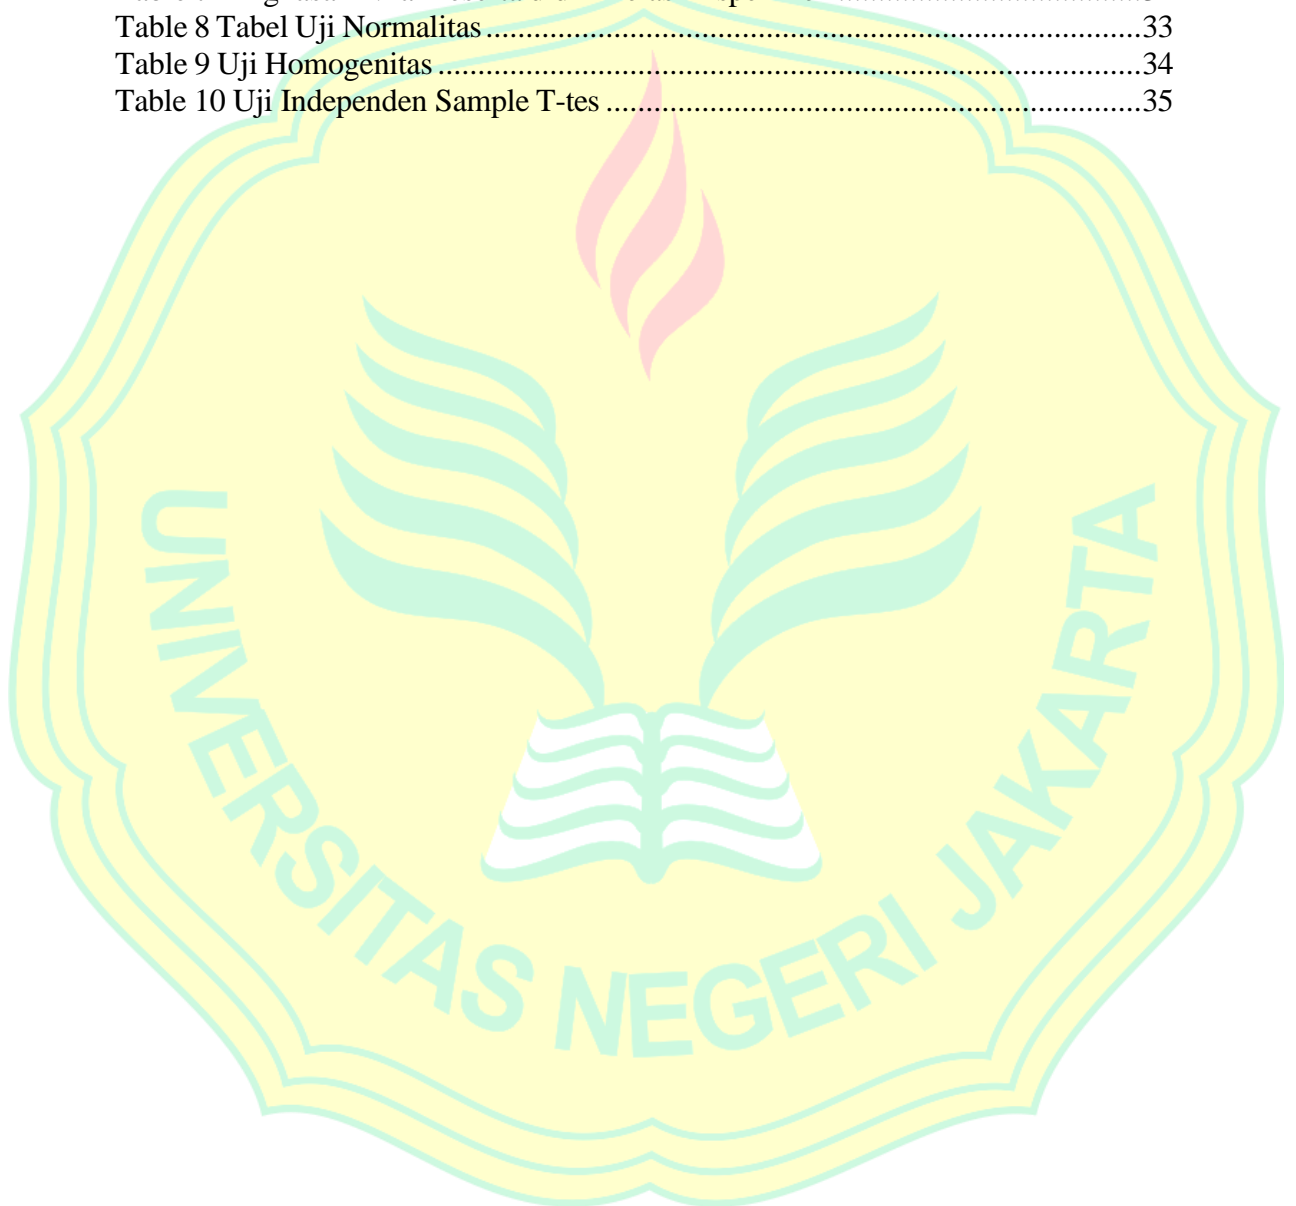 Table 8 Tabel Uji Normalitas.................................................................................33
Table 9 Uji Homogenitas.......................................................................................34
Table 10 Uji Independen Sample T-tes..................................................................35
UNIVERSITAS NEGERI JAKARTA